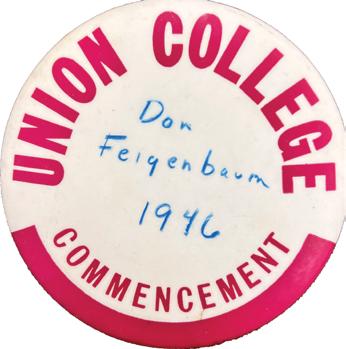 UNION COLLEGE
Don
Feigenbaum
1946
COMMENCEMENT